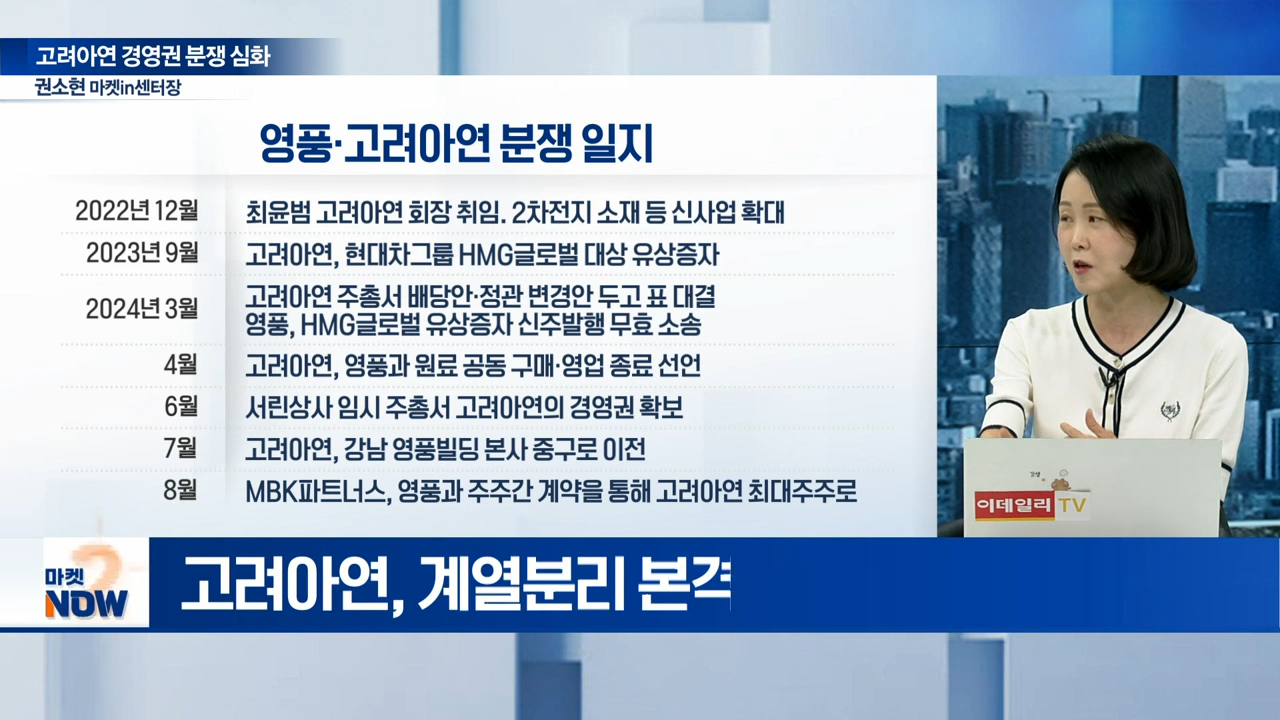 고려아연 경영권 분쟁 심화
권소현 마켓in센터장
영풍·고려아연 분쟁 일지
2022년 12월 최윤범 고려아연 회장 취임. 2차전지 소재 등 신사업 확대
2023년 9월 고려아연, 현대차그룹 HMG글로벌 대상 유상증자
2024년 3월 고려아연 주총서 배당안·정관 변경안 두고 표 대결
영풍, HMG글로벌 유상증자 신주발행 무효 소송
4월 고려아연, 영풍과 원료 공동 구매·영업 종료 선언
6월 서린상사 임시 주총서 고려아연의 경영권 확보
7월 고려아연, 강남 영풍빌딩 본사 중구로 이전
8월 MBK파트너스, 영풍과 주주간 계약을 통해 고려아연 최대주주로
이데일리TV
마켓 2
NOW
고려아연, 계열분리 본격